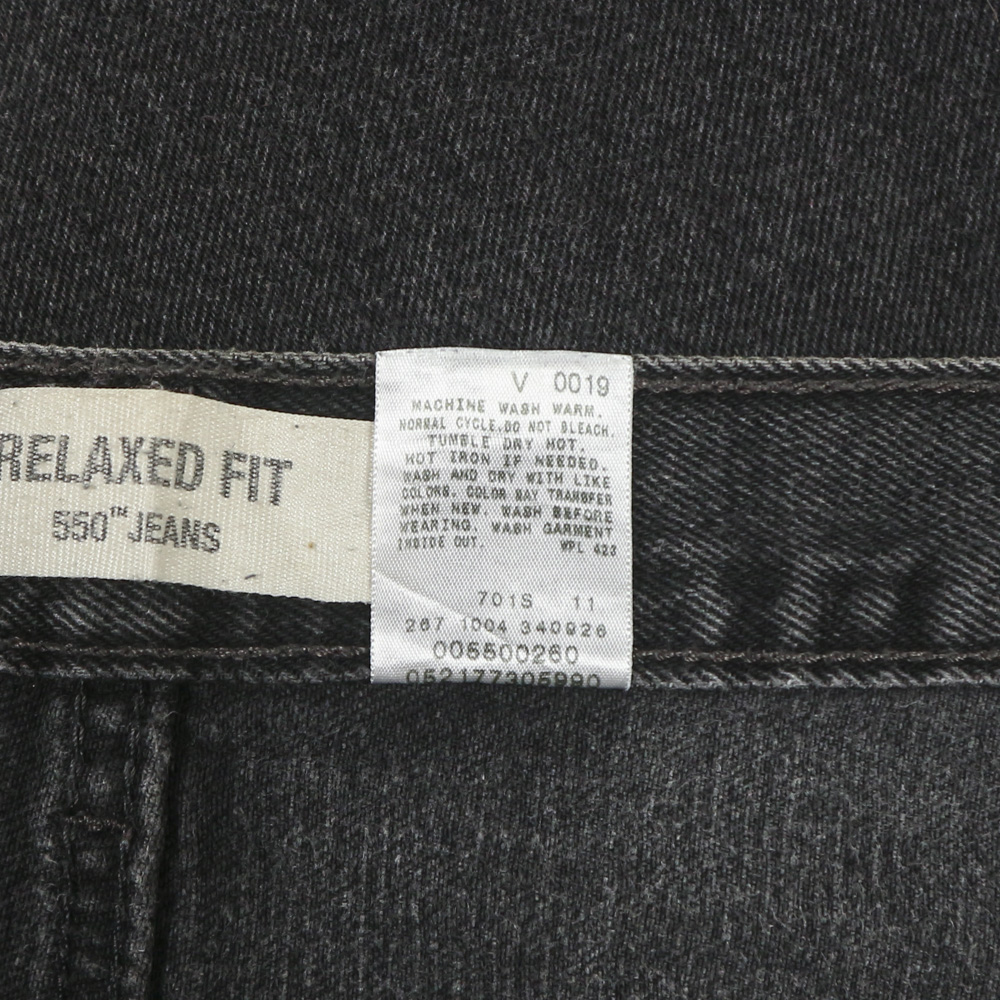 RELAXED FIT
550™ JEANS
V 0019
MACHINE WASH WARM.
NORMAL CYCLE.DO NOT BLEACH.
TUMBLE DRY HOT.
HOT IRON IF NEEDED.
WASH AND DRY WITH LIKE
COLORS. COLOR MAY TRANSFER
WHEN NEW. WASH BEFORE
WEARING. WASH GARMENT
INSIDE OUT. WPL 423
701S 11
267 1004 340926
005500260
052177305990